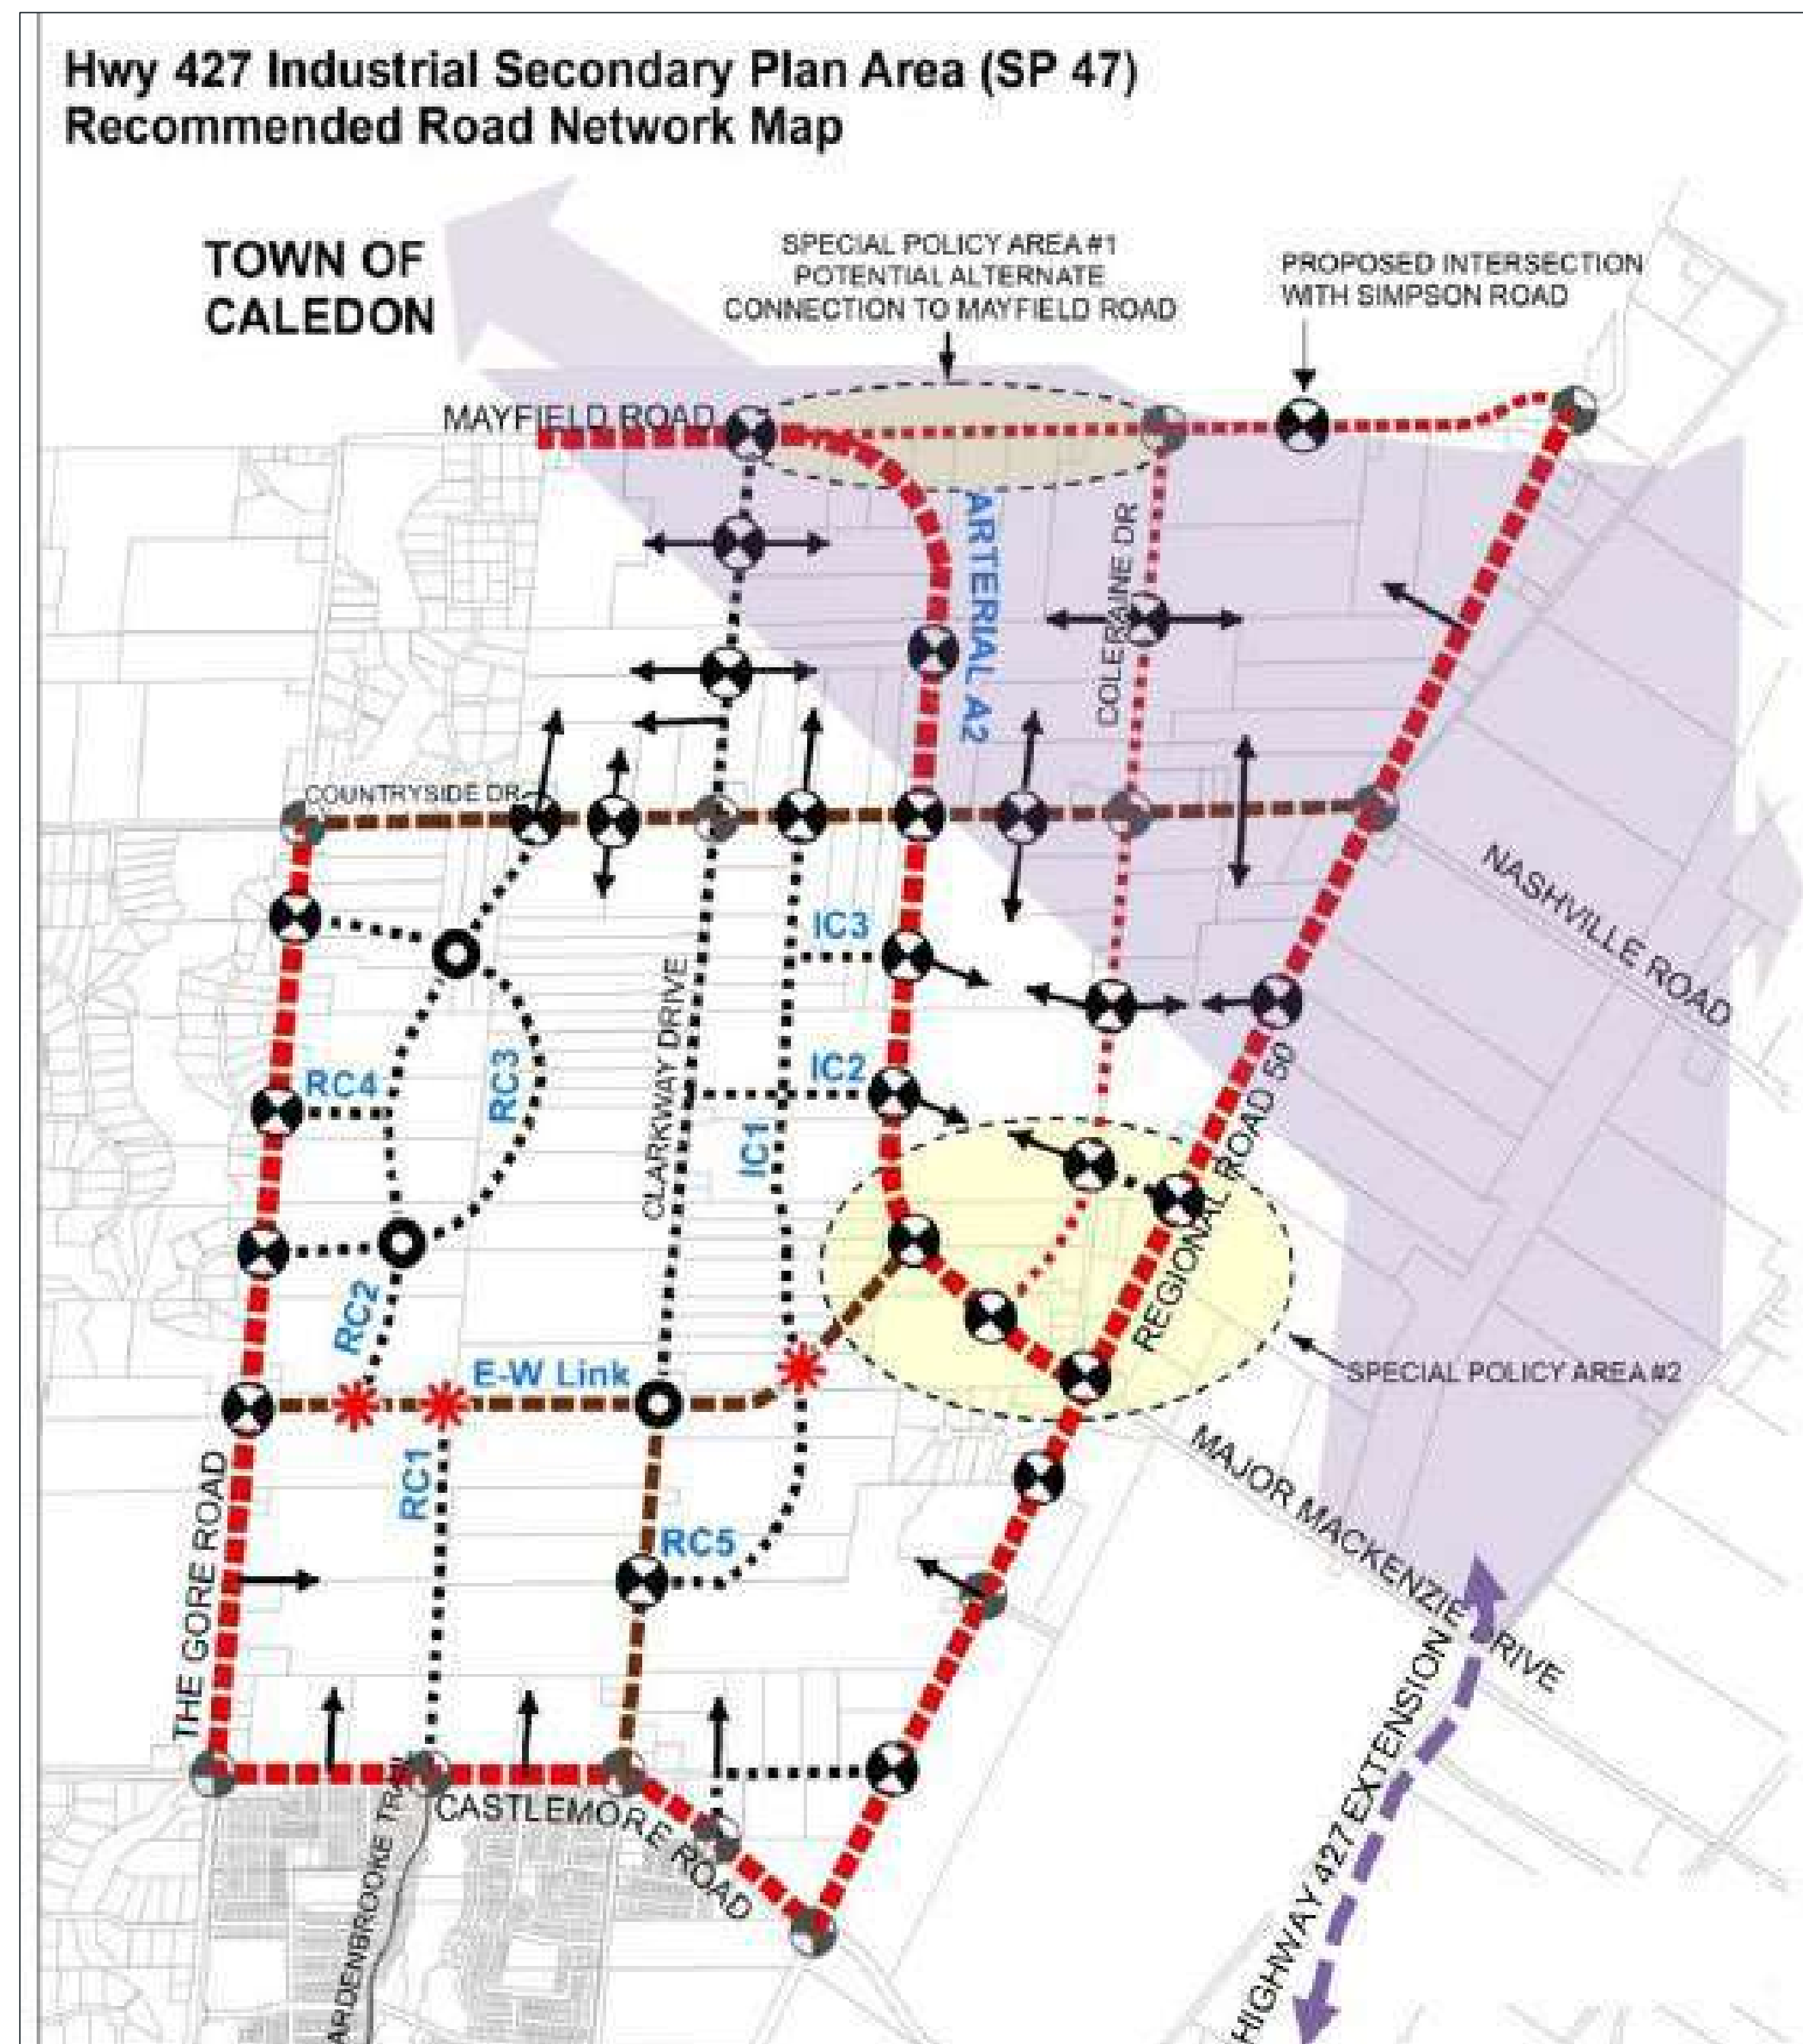 Hwy 427 Industrial Secondary Plan Area (SP 47)
Recommended Road Network Map
TOWN OF
CALEDON
SPECIAL POLICY AREA #1
POTENTIAL ALTERNATE
CONNECTION TO MAYFIELD ROAD
PROPOSED INTERSECTION
WITH SIMPSON ROAD
MAYFIELD ROAD
ARTERIAL A2
COLERAINE DR
COUNTRYSIDE DR
NASHVILLE ROAD
IC3
CLARKWAY DRIVE
IC2
RC4
RC3
IC1
REGIONAL ROAD 50
RC2
E-W Link
SPECIAL POLICY AREA #2
RC1
THE GORE ROAD
RC5
MAJOR MACKENZIE DRIVE
HIGHWAY 427 EXTENSION
CASTLEMORE ROAD
ARDENBROOKE TRAIL